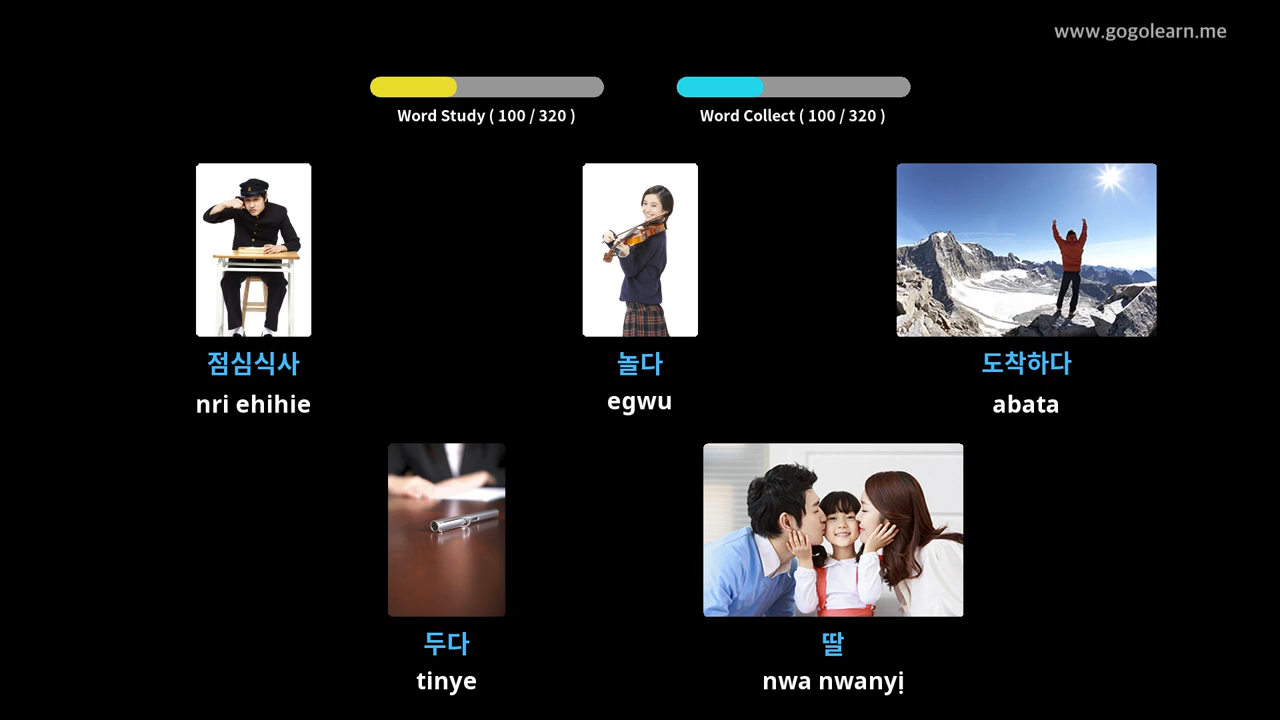 www.gogolearn.me
Word Study ( 100 / 320 )
Word Collect ( 100 / 320 )
점심식사
nri ehihie
놀다
egwu
도착하다
abata
두다
tinye
딸
nwa nwanyị